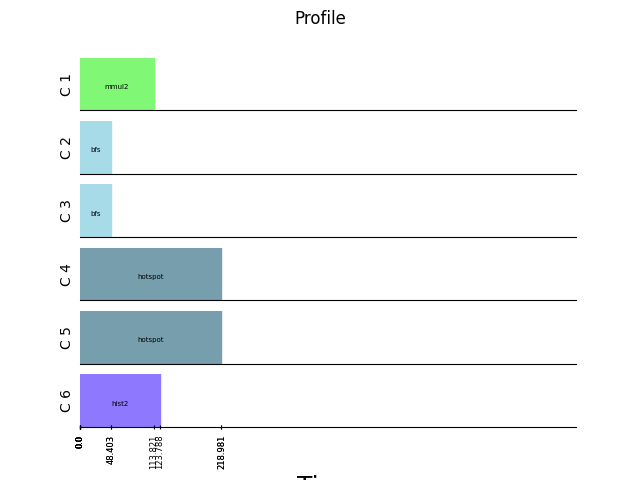 Profile
C 1
mmul2
C 2
bfs
C 3
bfs
C 4
hotspot
C 5
hotspot
C 6
hist2
0.0
48.403
113.821
123.788
218.981